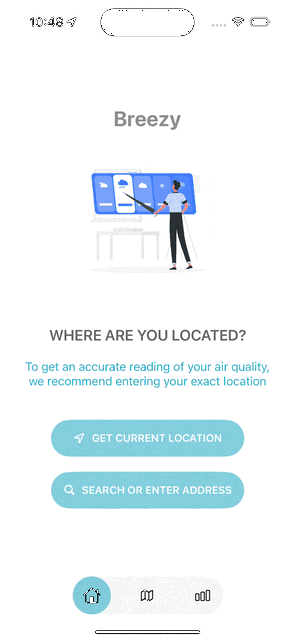 10:48
Breezy
WHERE ARE YOU LOCATED?
To get an accurate reading of your air quality,
we recommend entering your exact location
GET CURRENT LOCATION
SEARCH OR ENTER ADDRESS